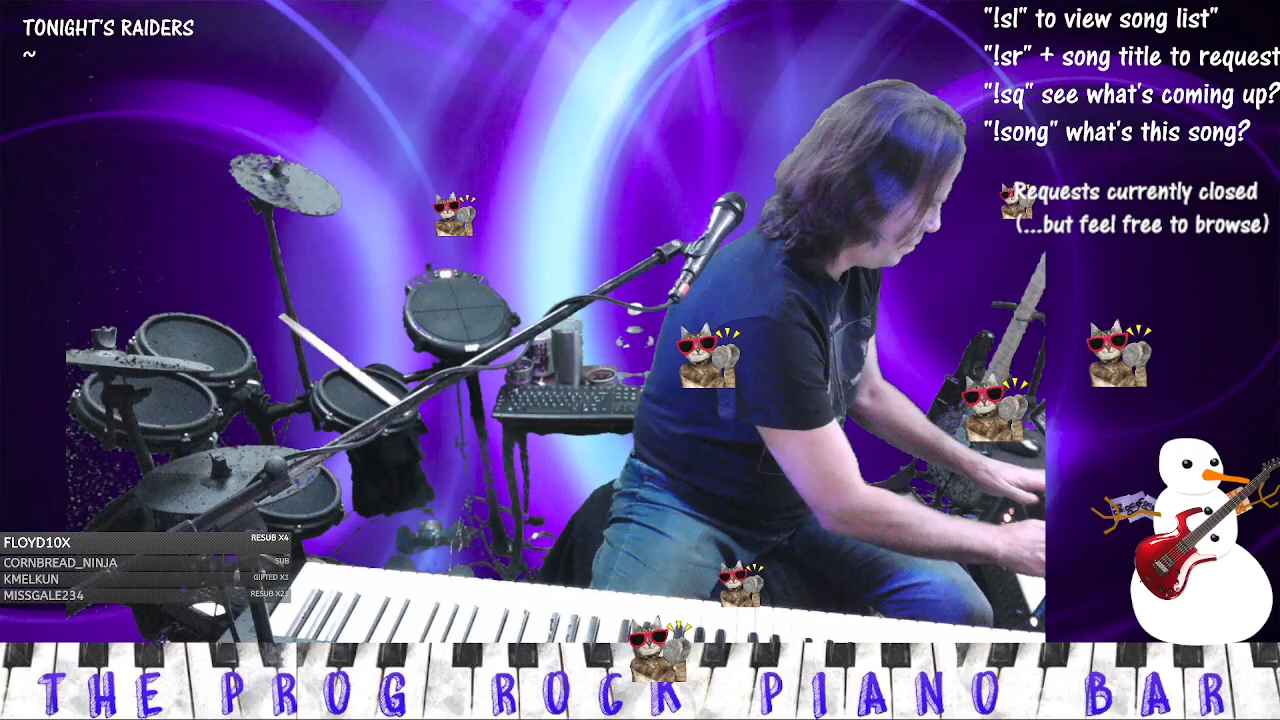 TONIGHT'S RAIDERS
~
"!sl" to view song list"
"!sr" + song title to request
"!sq" see what's coming up?
"!song" what's this song?
Requests currently closed
(...but feel free to browse)
FLOYD10X RESUB X4
CORNBREAD_NINJA SUB
KMELKUN GIFTED X1
MISSGALE234
THE PROG ROCK PIANO BAR